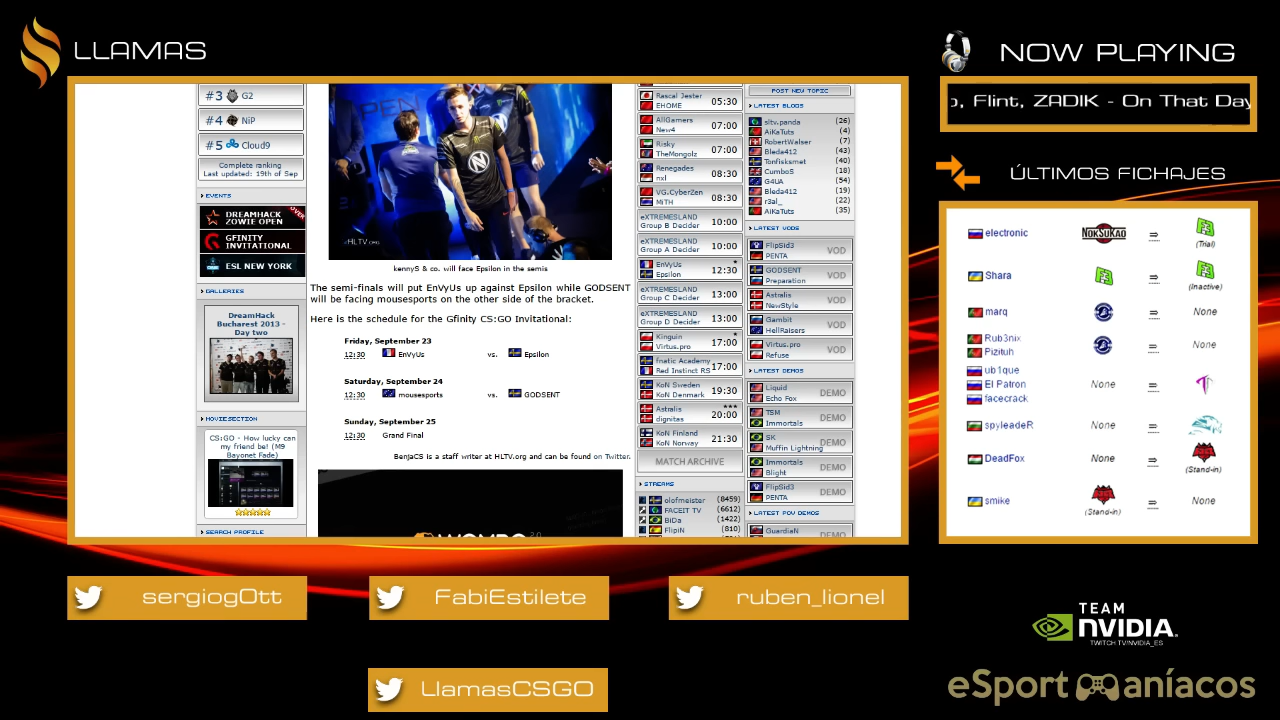 LLAMAS
NOW PLAYING
, Flint, ZADIK - On That Day
ÚLTIMOS FICHAJES
#3 G2
#4 NiP
#5 Cloud9
Complete ranking
Last updated: 19th of Sep
EVENTS
DREAMHACK
ZOWIE OPEN
OVER
GFINITY
INVITATIONAL
ESL NEW YORK
GALLERIES
DreamHack
Bucharest 2013 -
Day two
MOVIESECTION
CS:GO - How lucky can
my friend be! (M9
Bayonet Fade)
SEARCH PROFILE
HLTV.ORG
kennyS & co. will face Epsilon in the semis
The semi-finals will put EnVyUs up against Epsilon while GODSENT
will be facing mousesports on the other side of the bracket.
Here is the schedule for the Gfinity CS:GO Invitational:
Friday, September 23
12:30 EnVyUs vs. Epsilon
Saturday, September 24
12:30 mousesports vs. GODSENT
Sunday, September 25
12:30 Grand Final
BenjaCS is a staff writer at HLTV.org and can be found on Twitter.
Rascal Jester
EHOME 05:30
AllGamers
New4 07:00
Risky
TheMongolz 07:00
Renegades
nxl 08:30
VG.CyberZen
MiTH 08:30
eXTREMESLAND
Group B Decider 10:00
eXTREMESLAND
Group A Decider 10:00
EnVyUs
Epsilon 12:30
eXTREMESLAND
Group C Decider 13:00
eXTREMESLAND
Group D Decider 13:00
Kinguin
Virtus.pro 17:00
fnatic Academy
Red Instinct RS 17:00
KoN Sweden
KoN Denmark 19:30
Astralis
dignitas 20:00
KoN Finland
KoN Norway 21:30
MATCH ARCHIVE
STREAMS
olofmeister (8459)
FACEIT TV (6612)
BiDa (1422)
FlipiN (810)
POST NEW TOPIC
LATEST BLOGS
sltv.panda (26)
AiKaTuts (4)
RobertWalser (7)
Bleda412 (43)
Tonfisksmet (40)
CumboS (18)
G4UA (54)
Bleda412 (19)
r3al_ (22)
AiKaTuts (35)
LATEST VODS
FlipSid3
PENTA VOD
GODSENT
Preparation VOD
Astralis
NewStyle VOD
Gambit
HellRaisers VOD
Virtus.pro
Refuse VOD
LATEST DEMOS
Liquid
Echo Fox DEMO
TSM
Immortals DEMO
SK
Muffin Lightning DEMO
Immortals
Blight DEMO
FlipSid3
PENTA DEMO
LATEST POV DEMOS
GuardiaN DEMO
electronic NOKSUKAO ⇒ F3
(Trial)
Shara F3 ⇒ F3
(Inactive)
marq ⇒ None
Rub3nix
Pizituh ⇒ None
ub1que
El Patron None ⇒
facecrack
spyleadeR None ⇒
DeadFox None ⇒
(Stand-in)
smike ⇒ None
(Stand-in)
sergiogOtt
FabiEstilete
ruben_lionel
LlamasCSGO
TEAM
NVIDIA.
TWITCH.TV/NVIDIA_ES
eSportmaníacos